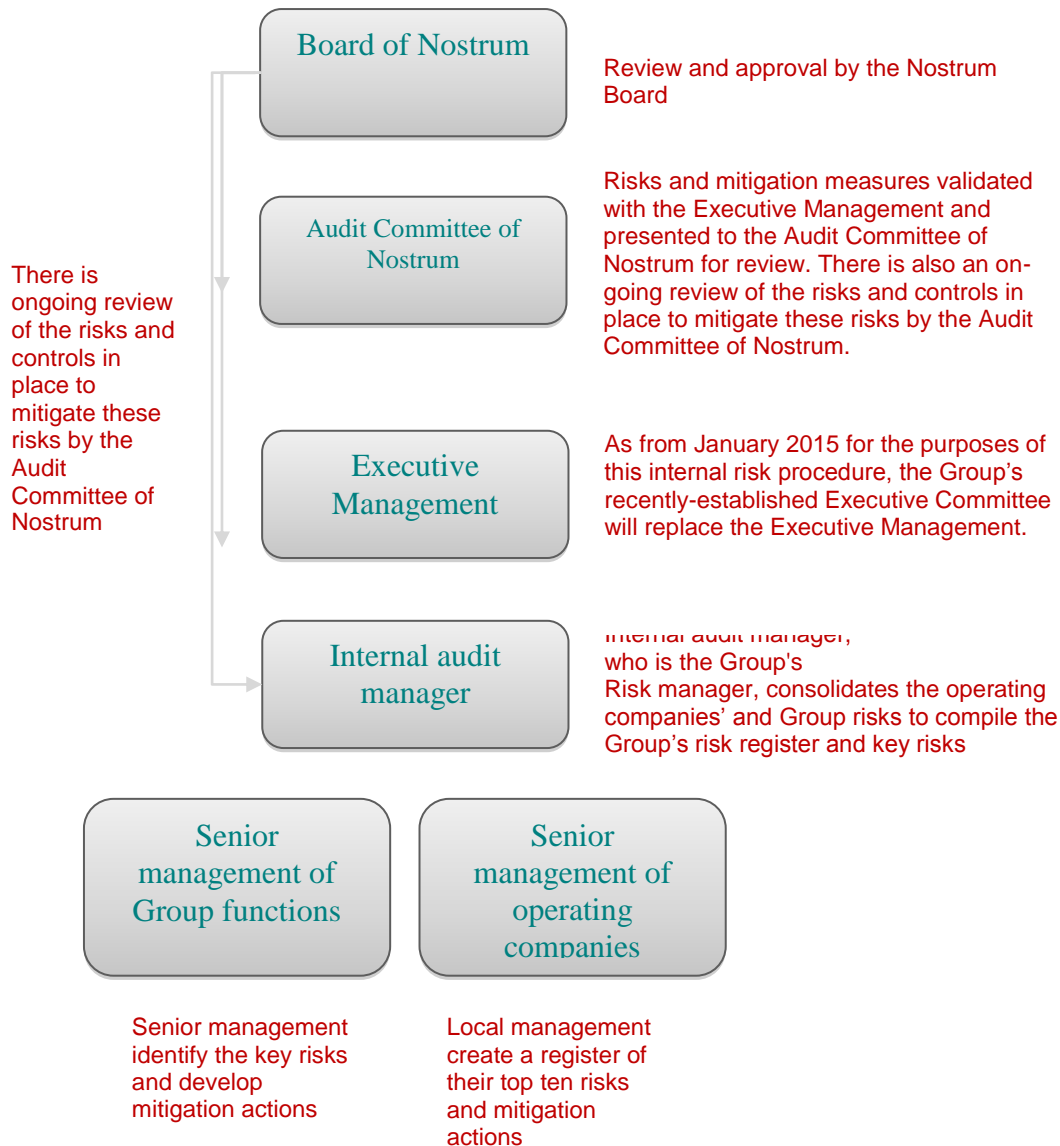 Board of Nostrum
Review and approval by the Nostrum
Board
Audit Committee of
Nostrum
Risks and mitigation measures validated
with the Executive Management and
presented to the Audit Committee of
Nostrum for review. There is also an on-
going review of the risks and controls in
place to mitigate these risks by the Audit
Committee of Nostrum.
There is
ongoing review
of the risks and
controls in
place to
mitigate these
risks by the
Audit
Committee of
Nostrum
Executive
Management
As from January 2015 for the purposes of
this internal risk procedure, the Group’s
recently-established Executive Committee
will replace the Executive Management.
Internal audit
manager
Internal audit manager,
who is the Group's
Risk manager, consolidates the operating
companies’ and Group risks to compile the
Group’s risk register and key risks
Senior
management of
Group functions
Senior
management of
operating
companies
Senior management
identify the key risks
and develop
mitigation actions
Local management
create a register of
their top ten risks
and mitigation
actions